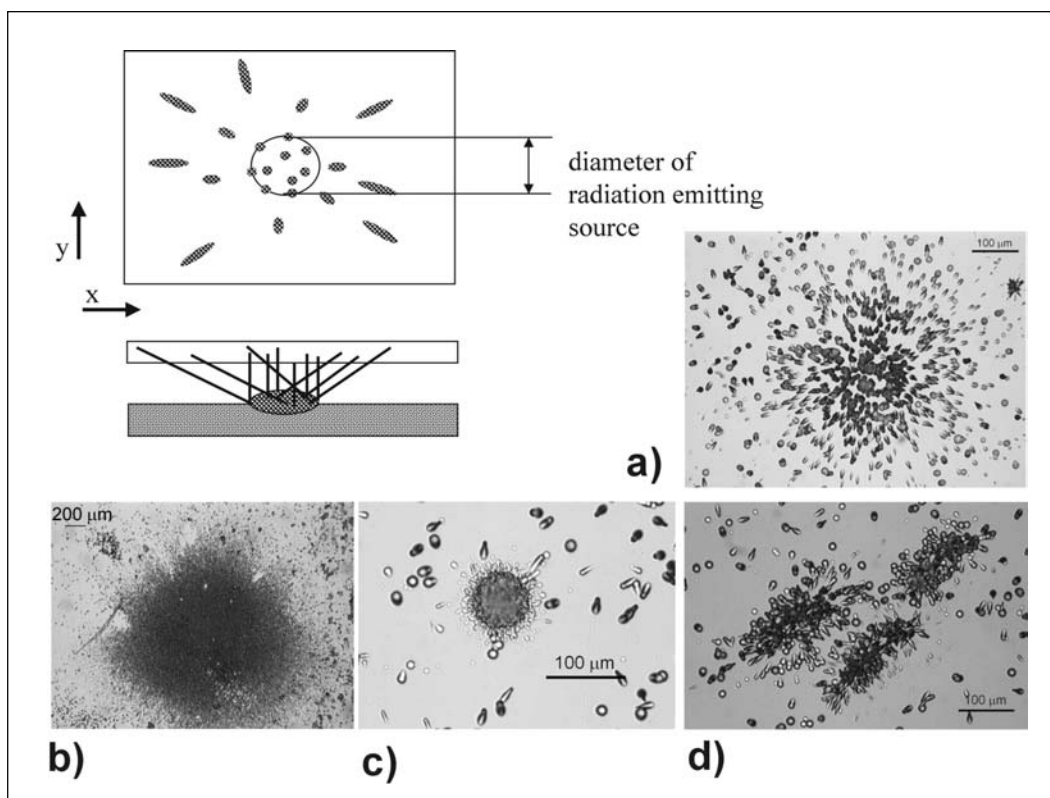 diameter of
radiation emitting
source
y
x
100 μm
a)
200 μm
b)
100 μm
c)
100 μm
d)